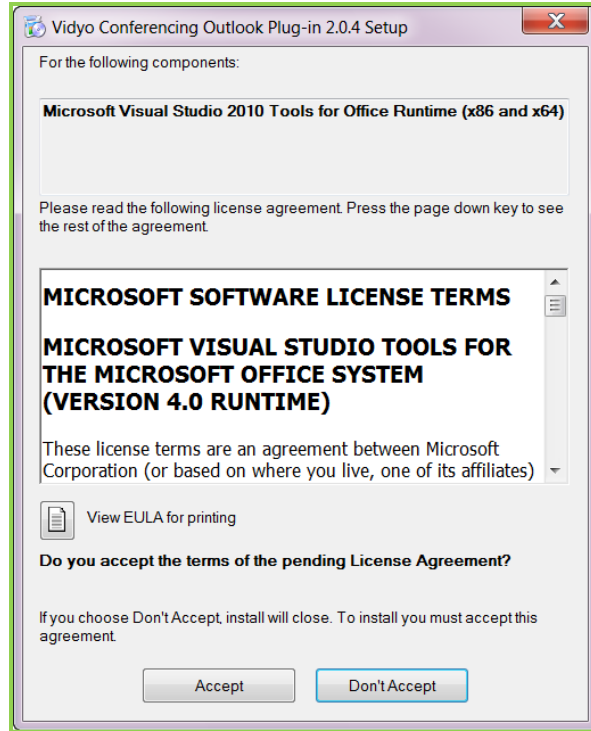 Vidyo Conferencing Outlook Plug-in 2.0.4 Setup
For the following components:
Microsoft Visual Studio 2010 Tools for Office Runtime (x86 and x64)
Please read the following license agreement. Press the page down key to see
the rest of the agreement.
MICROSOFT SOFTWARE LICENSE TERMS
MICROSOFT VISUAL STUDIO TOOLS FOR
THE MICROSOFT OFFICE SYSTEM
(VERSION 4.0 RUNTIME)
These license terms are an agreement between Microsoft
Corporation (or based on where you live, one of its affiliates)
View EULA for printing
Do you accept the terms of the pending License Agreement?
If you choose Don't Accept, install will close. To install you must accept this
agreement.
Accept
Don't Accept